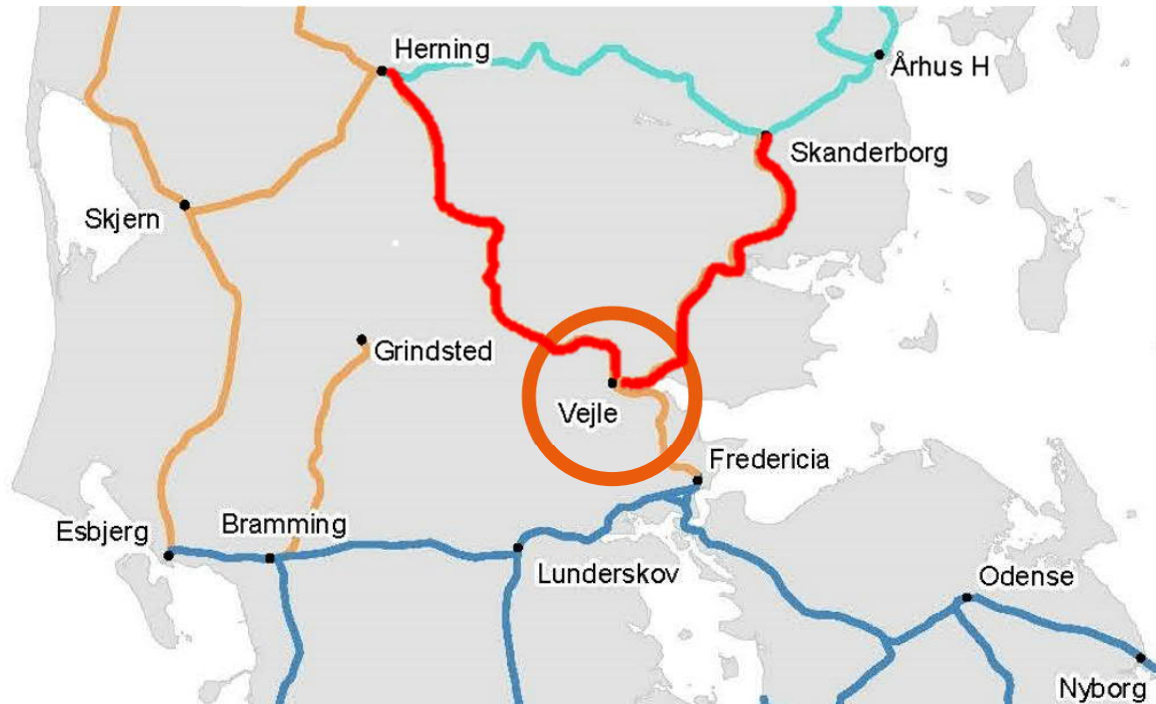 Herning
Århus H
Skanderborg
Skjern
Grindsted
Vejle
Fredericia
Esbjerg
Bramming
Lunderskov
Odense
Nyborg